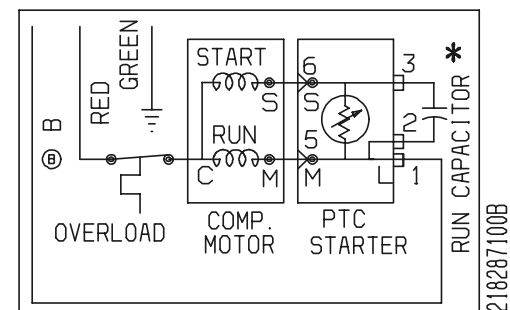 GREEN
RED
B
B
OVERLOAD
START
S
RUN
C
M
COMP.
MOTOR
6
S
5
M
L
PTC
STARTER
3
2
1
RUN CAPACITOR *
218287100B